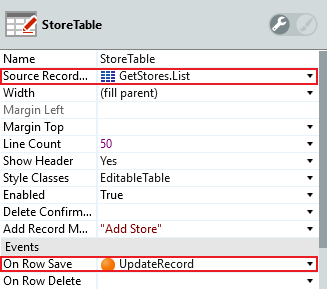 StoreTable
Name StoreTable
Source Record... GetStores.List
Width (fill parent)
Margin Left
Margin Top
Line Count 50
Show Header Yes
Style Classes EditableTable
Enabled True
Delete Confirm...
Add Record M... "Add Store"
Events
On Row Save UpdateRecord
On Row Delete